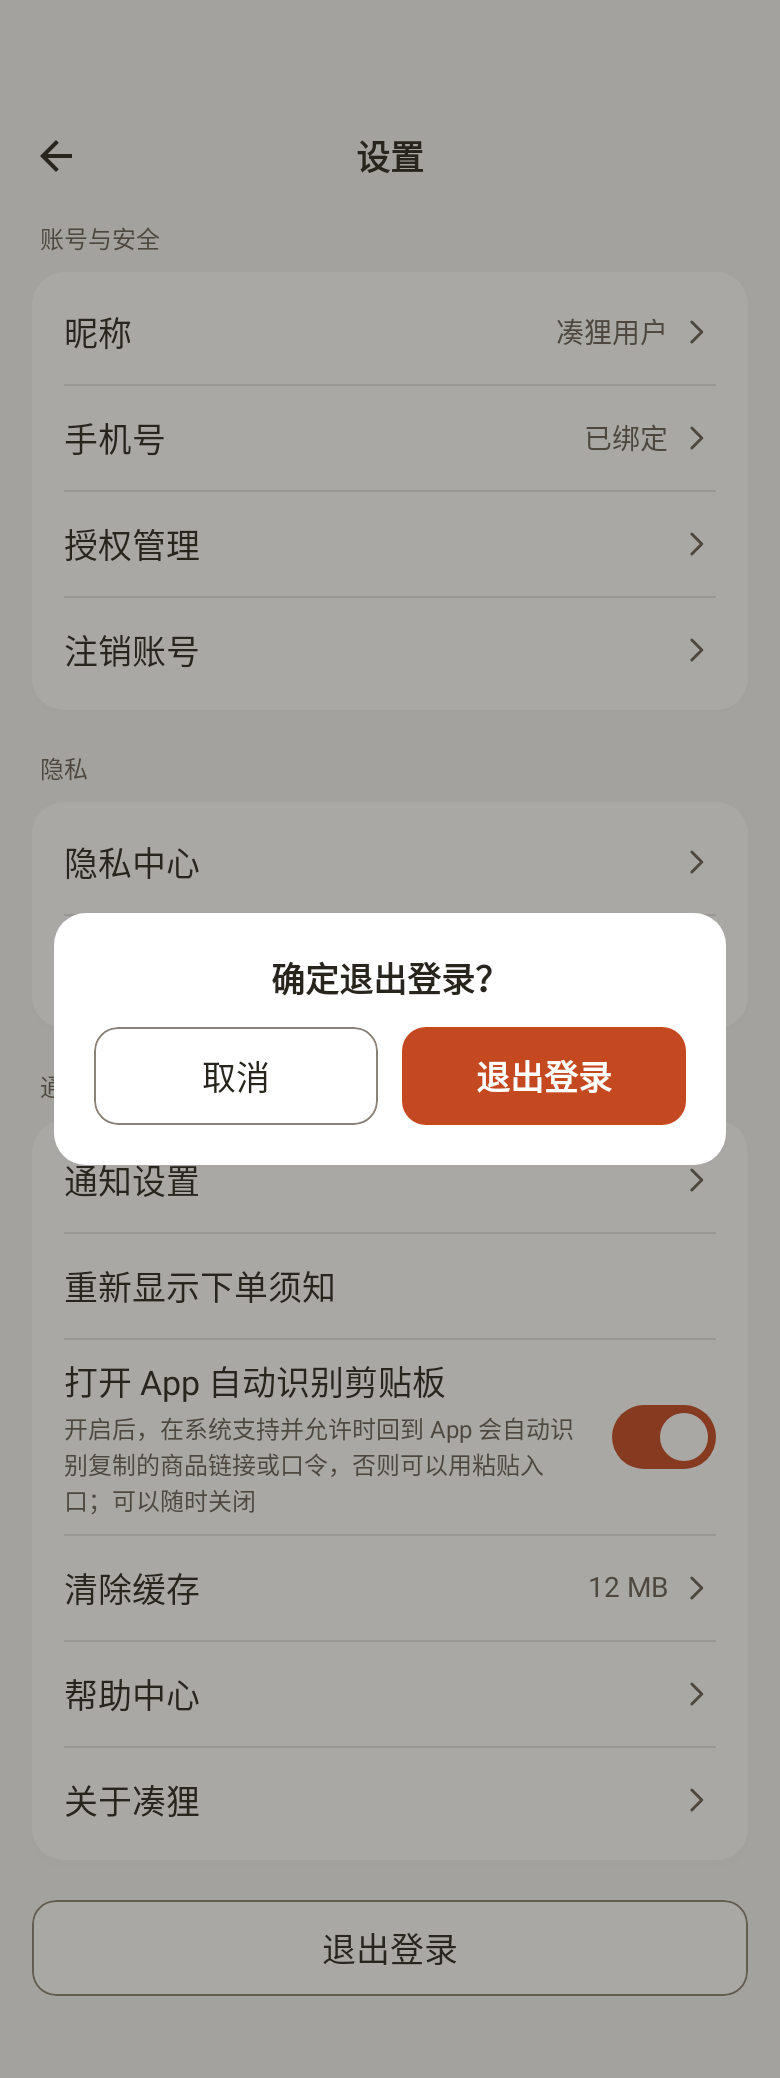 设置
账号与安全
昵称
凑狸用户
手机号
已绑定
授权管理
注销账号
隐私
隐私中心
确定退出登录？
取消
退出登录
通知设置
重新显示下单须知
打开 App 自动识别剪贴板
开启后，在系统支持并允许时回到 App 会自动识
别复制的商品链接或口令，否则可以用粘贴入
口；可以随时关闭
清除缓存
12 MB
帮助中心
关于凑狸
退出登录